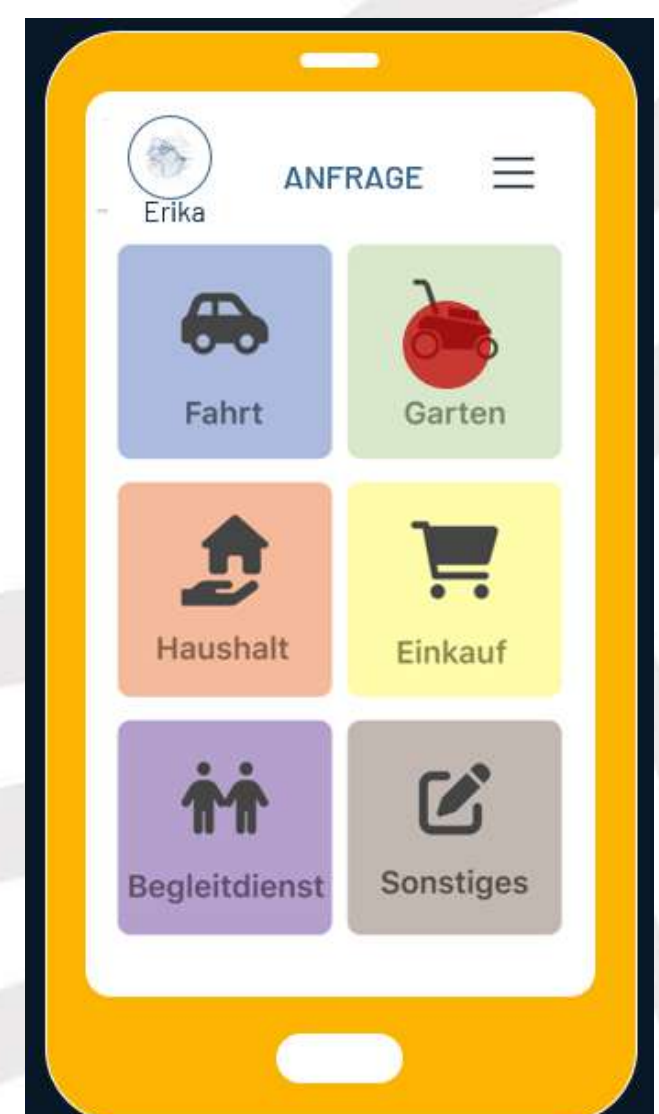 ANFRAGE
Erika
Fahrt
Garten
Haushalt
Einkauf
Begleitdienst
Sonstiges